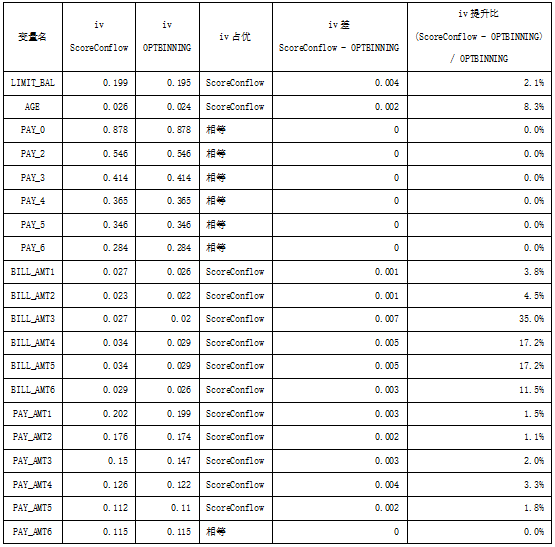 变量名 iv ScoreConflow iv OPTBINNING iv占优 iv差 ScoreConflow - OPTBINNING iv提升比 (ScoreConflow - OPTBINNING) / OPTBINNING
LIMIT_BAL 0.199 0.195 ScoreConflow 0.004 2.1%
AGE 0.026 0.024 ScoreConflow 0.002 8.3%
PAY_0 0.878 0.878 相等 0 0.0%
PAY_2 0.546 0.546 相等 0 0.0%
PAY_3 0.414 0.414 相等 0 0.0%
PAY_4 0.365 0.365 相等 0 0.0%
PAY_5 0.346 0.346 相等 0 0.0%
PAY_6 0.284 0.284 相等 0 0.0%
BILL_AMT1 0.027 0.026 ScoreConflow 0.001 3.8%
BILL_AMT2 0.023 0.022 ScoreConflow 0.001 4.5%
BILL_AMT3 0.027 0.02 ScoreConflow 0.007 35.0%
BILL_AMT4 0.034 0.029 ScoreConflow 0.005 17.2%
BILL_AMT5 0.034 0.029 ScoreConflow 0.005 17.2%
BILL_AMT6 0.029 0.026 ScoreConflow 0.003 11.5%
PAY_AMT1 0.202 0.199 ScoreConflow 0.003 1.5%
PAY_AMT2 0.176 0.174 ScoreConflow 0.002 1.1%
PAY_AMT3 0.15 0.147 ScoreConflow 0.003 2.0%
PAY_AMT4 0.126 0.122 ScoreConflow 0.004 3.3%
PAY_AMT5 0.112 0.11 ScoreConflow 0.002 1.8%
PAY_AMT6 0.115 0.115 相等 0 0.0%